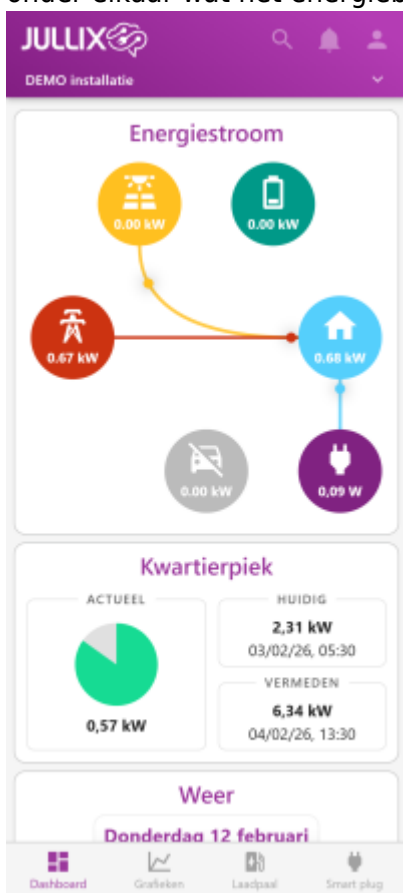 JULLIX
DEMO installatie
Energiestroom
0.00 kW
0.00 kW
0.67 kW
0.68 kW
0.00 kW
0,09 W
Kwartierpiek
ACTUEEL
0,57 kW
HUIDIG
2,31 kW
03/02/26, 05:30
VERMEDEN
6,34 kW
04/02/26, 13:30
Weer
Donderdag 12 februari
Dashboard
Grafieken
Laadpaal
Smart plug